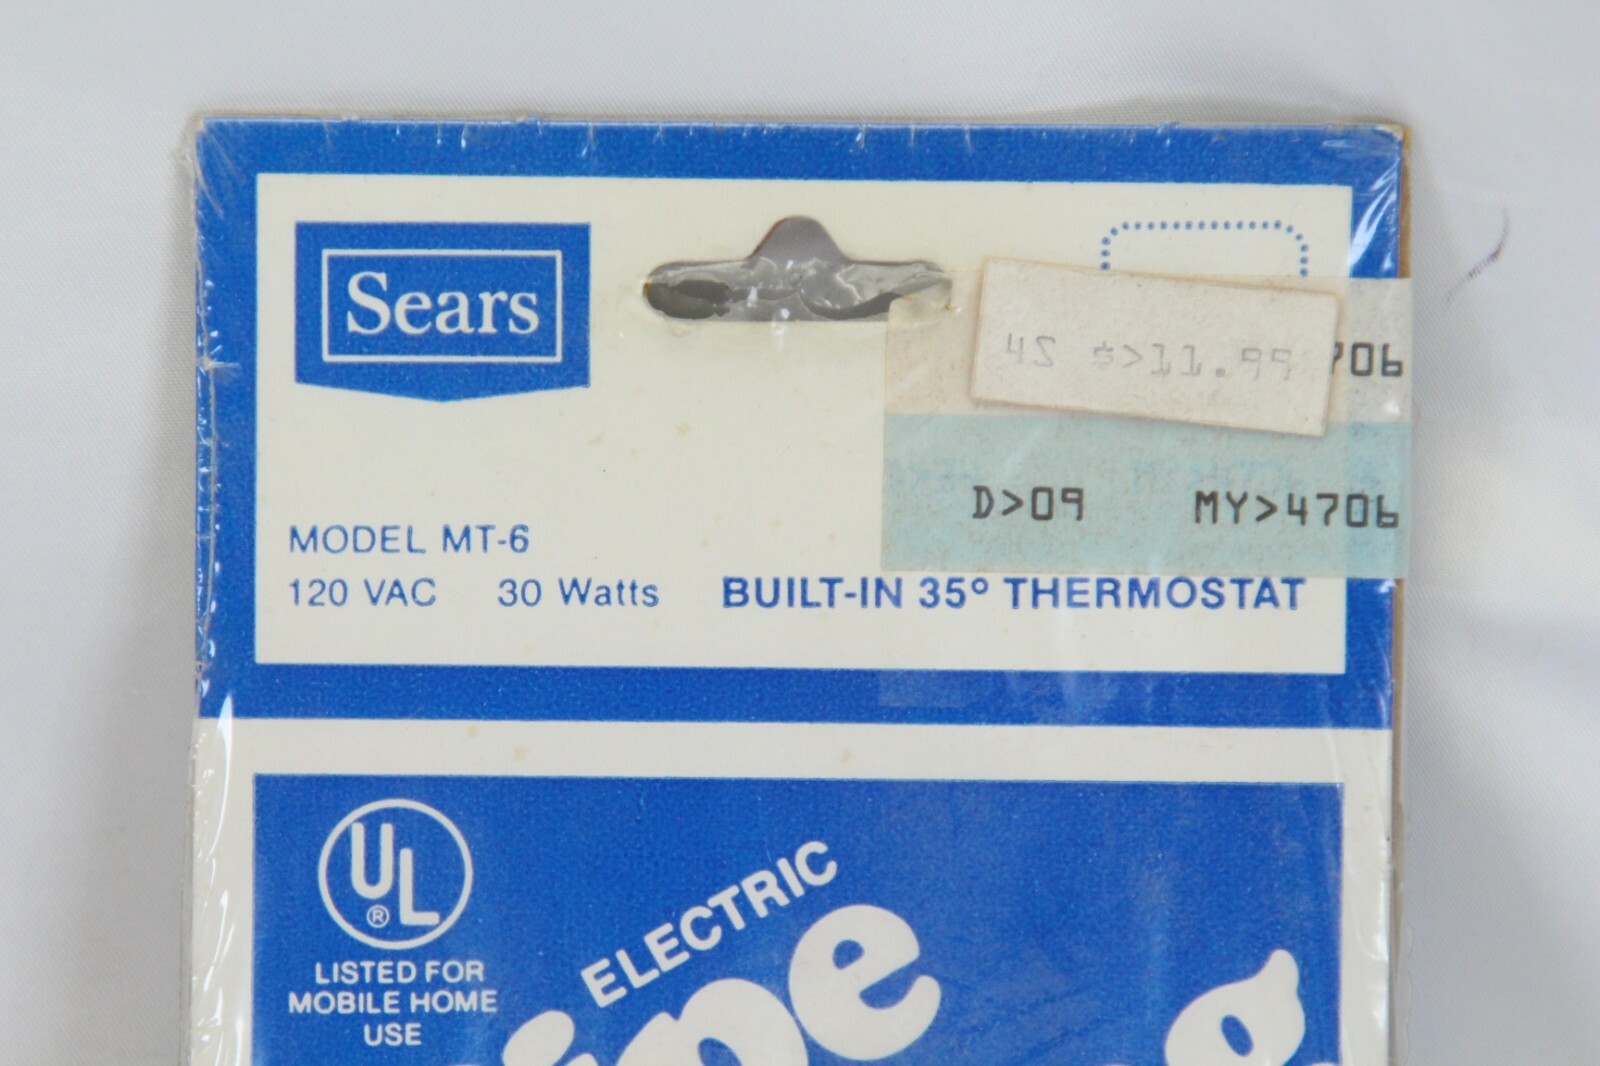 Sears
4S $>11.99
706
D>09 MY>4706
MODEL MT-6
120 VAC 30 Watts BUILT-IN 35° THERMOSTAT
UL
®
LISTED FOR
MOBILE HOME
USE
ELECTRIC
ipe